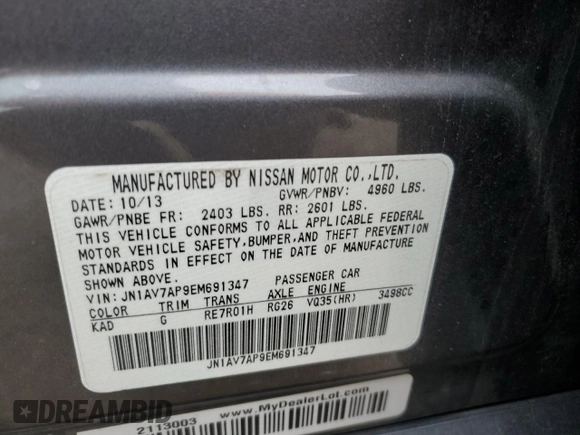 MANUFACTURED BY NISSAN MOTOR CO.,LTD.
DATE: 10/13 GVWR/PNBV: 4960 LBS.
GAWR/PNBE FR: 2403 LBS. RR: 2601 LBS.
THIS VEHICLE CONFORMS TO ALL APPLICABLE FEDERAL
MOTOR VEHICLE SAFETY,BUMPER,AND THEFT PREVENTION
STANDARDS IN EFFECT ON THE DATE OF MANUFACTURE
SHOWN ABOVE.
VIN: JN1AV7AP9EM691347 PASSENGER CAR
COLOR TRIM TRANS AXLE ENGINE
KAD G RE7R01H RG26 VQ35(HR) 3498CC
JN1AV7AP9EM691347
2113003 www.MyDealerLot.com
DREAMBID